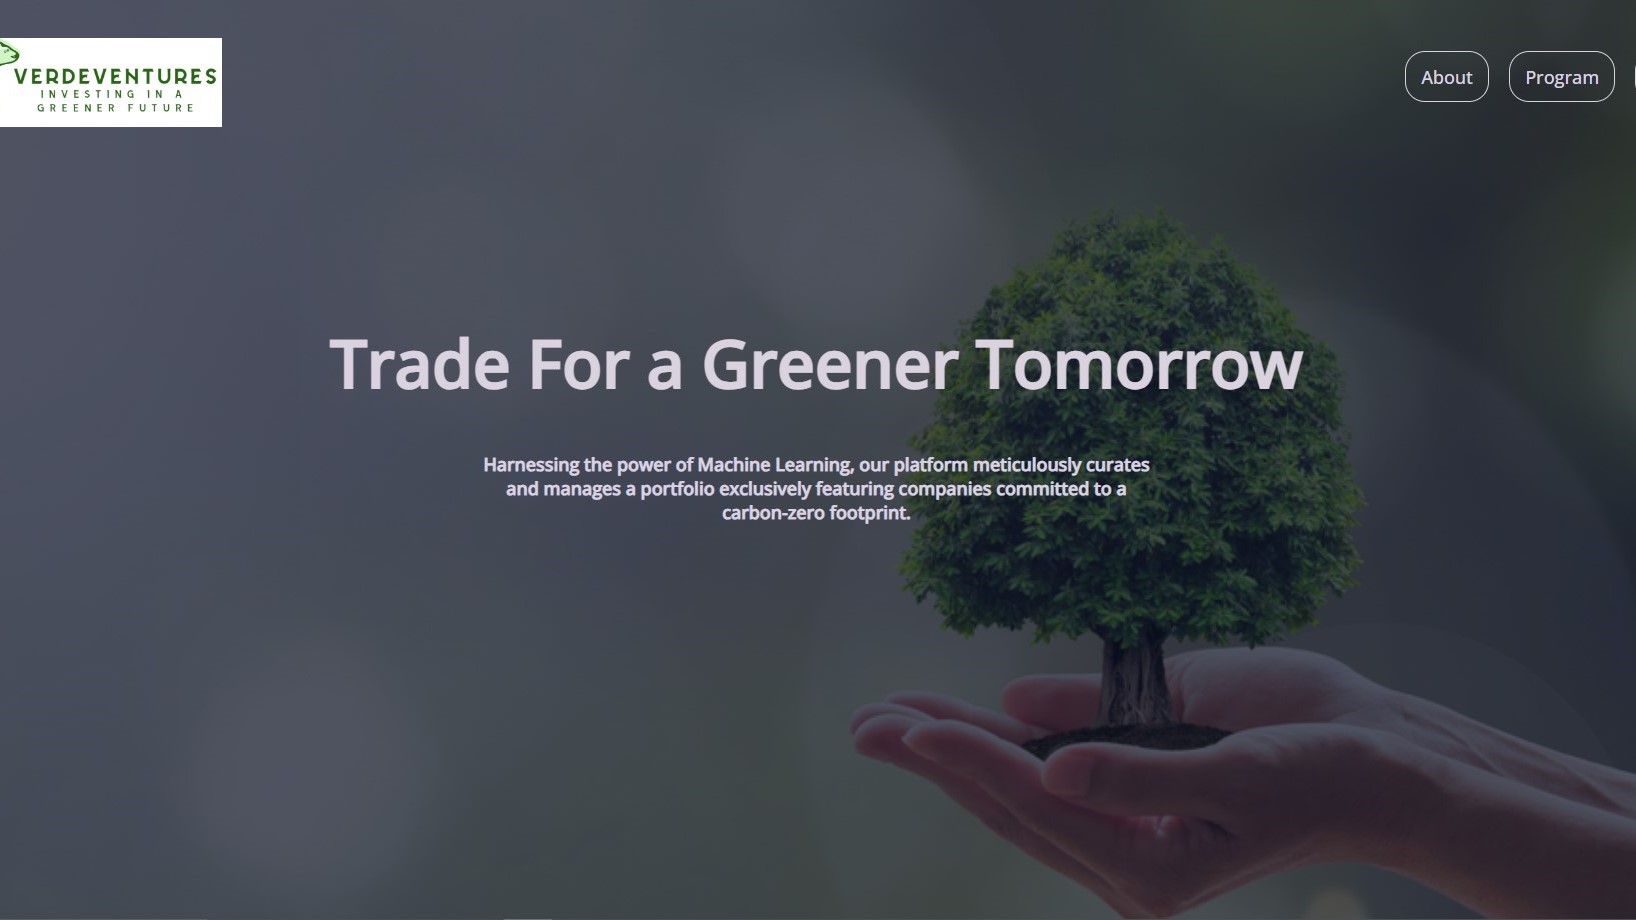 VERDEVENTURES
INVESTING IN A
GREENER FUTURE
About
Program
Trade For a Greener Tomorrow
Harnessing the power of Machine Learning, our platform meticulously curates
and manages a portfolio exclusively featuring companies committed to a
carbon-zero footprint.